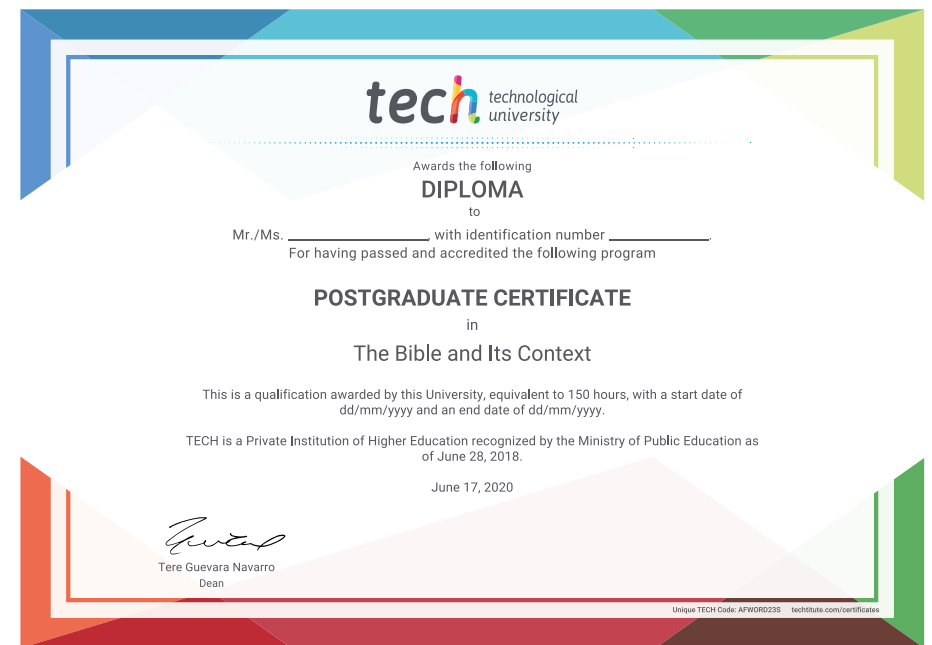 tech technological
university
Awards the following
DIPLOMA
to
Mr./Ms. ____________________, with identification number ______________.
For having passed and accredited the following program
POSTGRADUATE CERTIFICATE
in
The Bible and Its Context
This is a qualification awarded by this University, equivalent to 150 hours, with a start date of
dd/mm/yyyy and an end date of dd/mm/yyyy.
TECH is a Private Institution of Higher Education recognized by the Ministry of Public Education as
of June 28, 2018.
June 17, 2020
Tere Guevara Navarro
Dean
Unique TECH Code: AFWORD23S techtitute.com/certificates